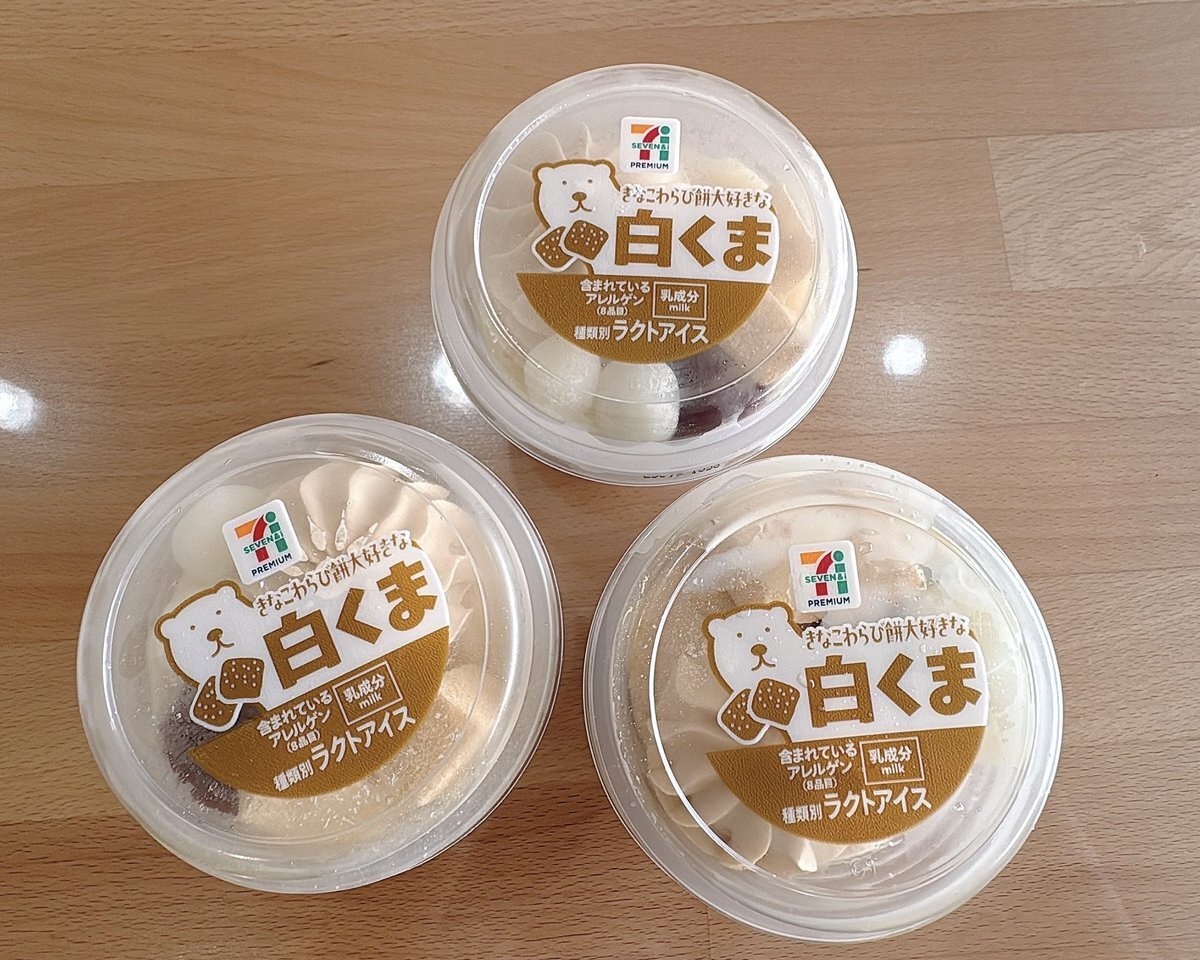 7i
SEVEN&i
PREMIUM
きなこわらび餅大好きな
白くま
含まれている
アレルゲン
(8品目)
乳成分
milk
種類別 ラクトアイス
7i
SEVEN&i
PREMIUM
きなこわらび餅大好きな
白くま
含まれている
アレルゲン
(8品目)
乳成分
milk
種類別 ラクトアイス
7i
SEVEN&i
PREMIUM
きなこわらび餅大好きな
白くま
含まれている
アレルゲン
(8品目)
乳成分
milk
種類別 ラクトアイス